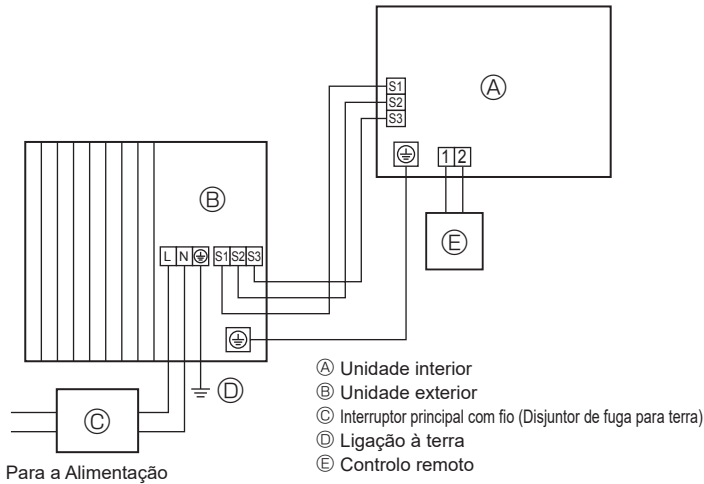 S1
S2
S3
Ⓐ
1 2
Ⓑ
Ⓔ
L N S1 S2 S3
Ⓓ
Ⓒ
Para a Alimentação
Ⓐ Unidade interior
Ⓑ Unidade exterior
Ⓒ Interruptor principal com fio (Disjuntor de fuga para terra)
Ⓓ Ligação à terra
Ⓔ Controlo remoto